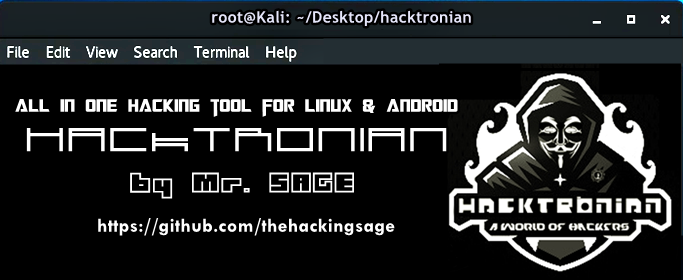 root@Kali: ~/Desktop/hacktronian
File Edit View Search Terminal Help
ALL IN ONE HACKING TOOL FOR LINUX & ANDROID
HACKTRONIAN
by Mr. SAGE
https://github.com/thehackingsage
HACKTRONIAN
A WORLD OF HACKERS